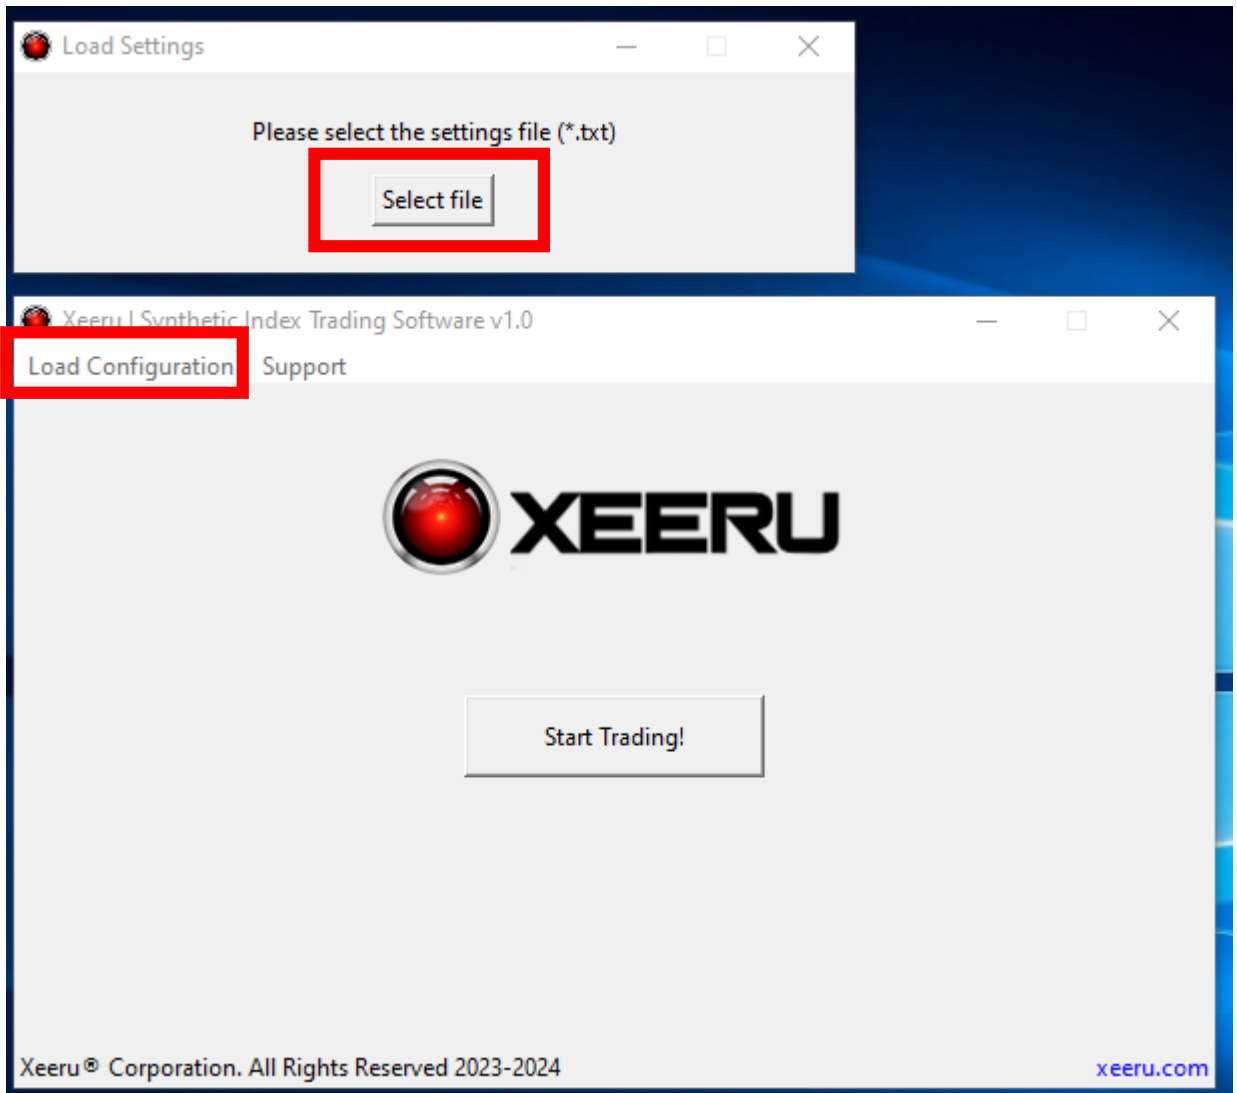 Load Settings
Please select the settings file (*.txt)
Select file
Xeeru | Synthetic Index Trading Software v1.0
Load Configuration Support
XEERU
Start Trading!
Xeeru® Corporation. All Rights Reserved 2023-2024
xeeru.com